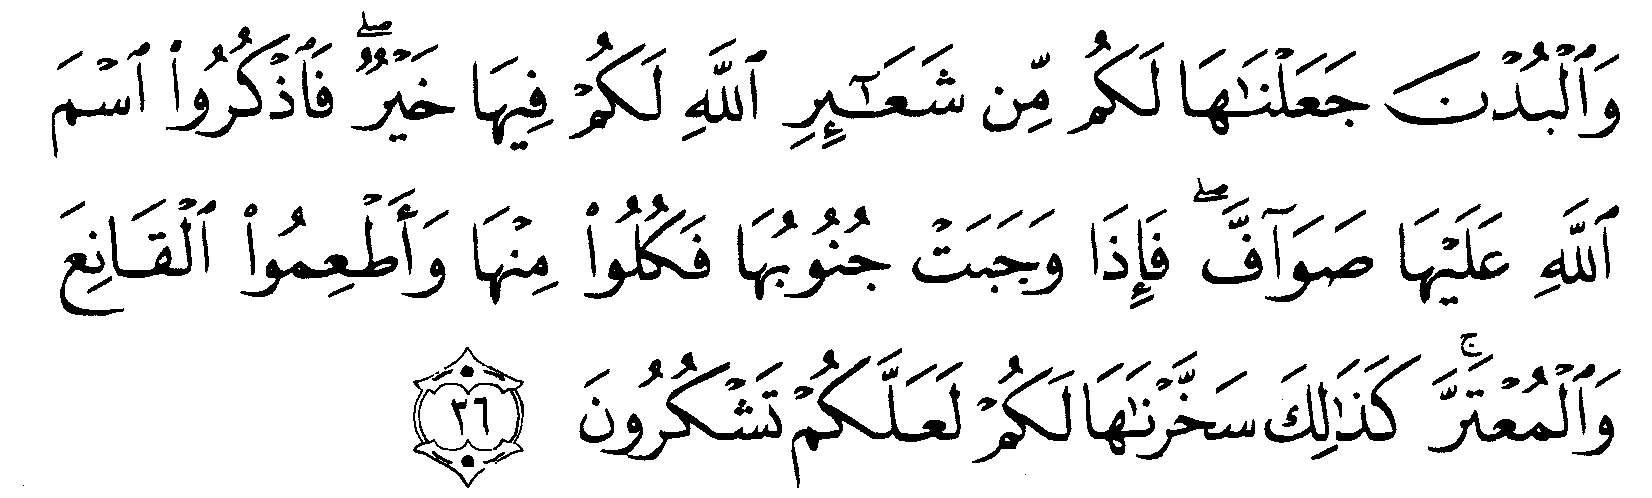 وَٱلْبُدْنَ جَعَلْنَـٰهَا لَكُم مِّن شَعَـٰٓئِرِ ٱللَّهِ لَكُمْ فِيهَا خَيْرٌ ۖ فَٱذْكُرُوا۟ ٱسْمَ
ٱللَّهِ عَلَيْهَا صَوَآفَّ ۖ فَإِذَا وَجَبَتْ جُنُوبُهَا فَكُلُوا۟ مِنْهَا وَأَطْعِمُوا۟ ٱلْقَانِعَ
وَٱلْمُعْتَرَّ ۚ كَذَٰلِكَ سَخَّرْنَـٰهَا لَكُمْ لَعَلَّكُمْ تَشْكُرُونَ ٣٦